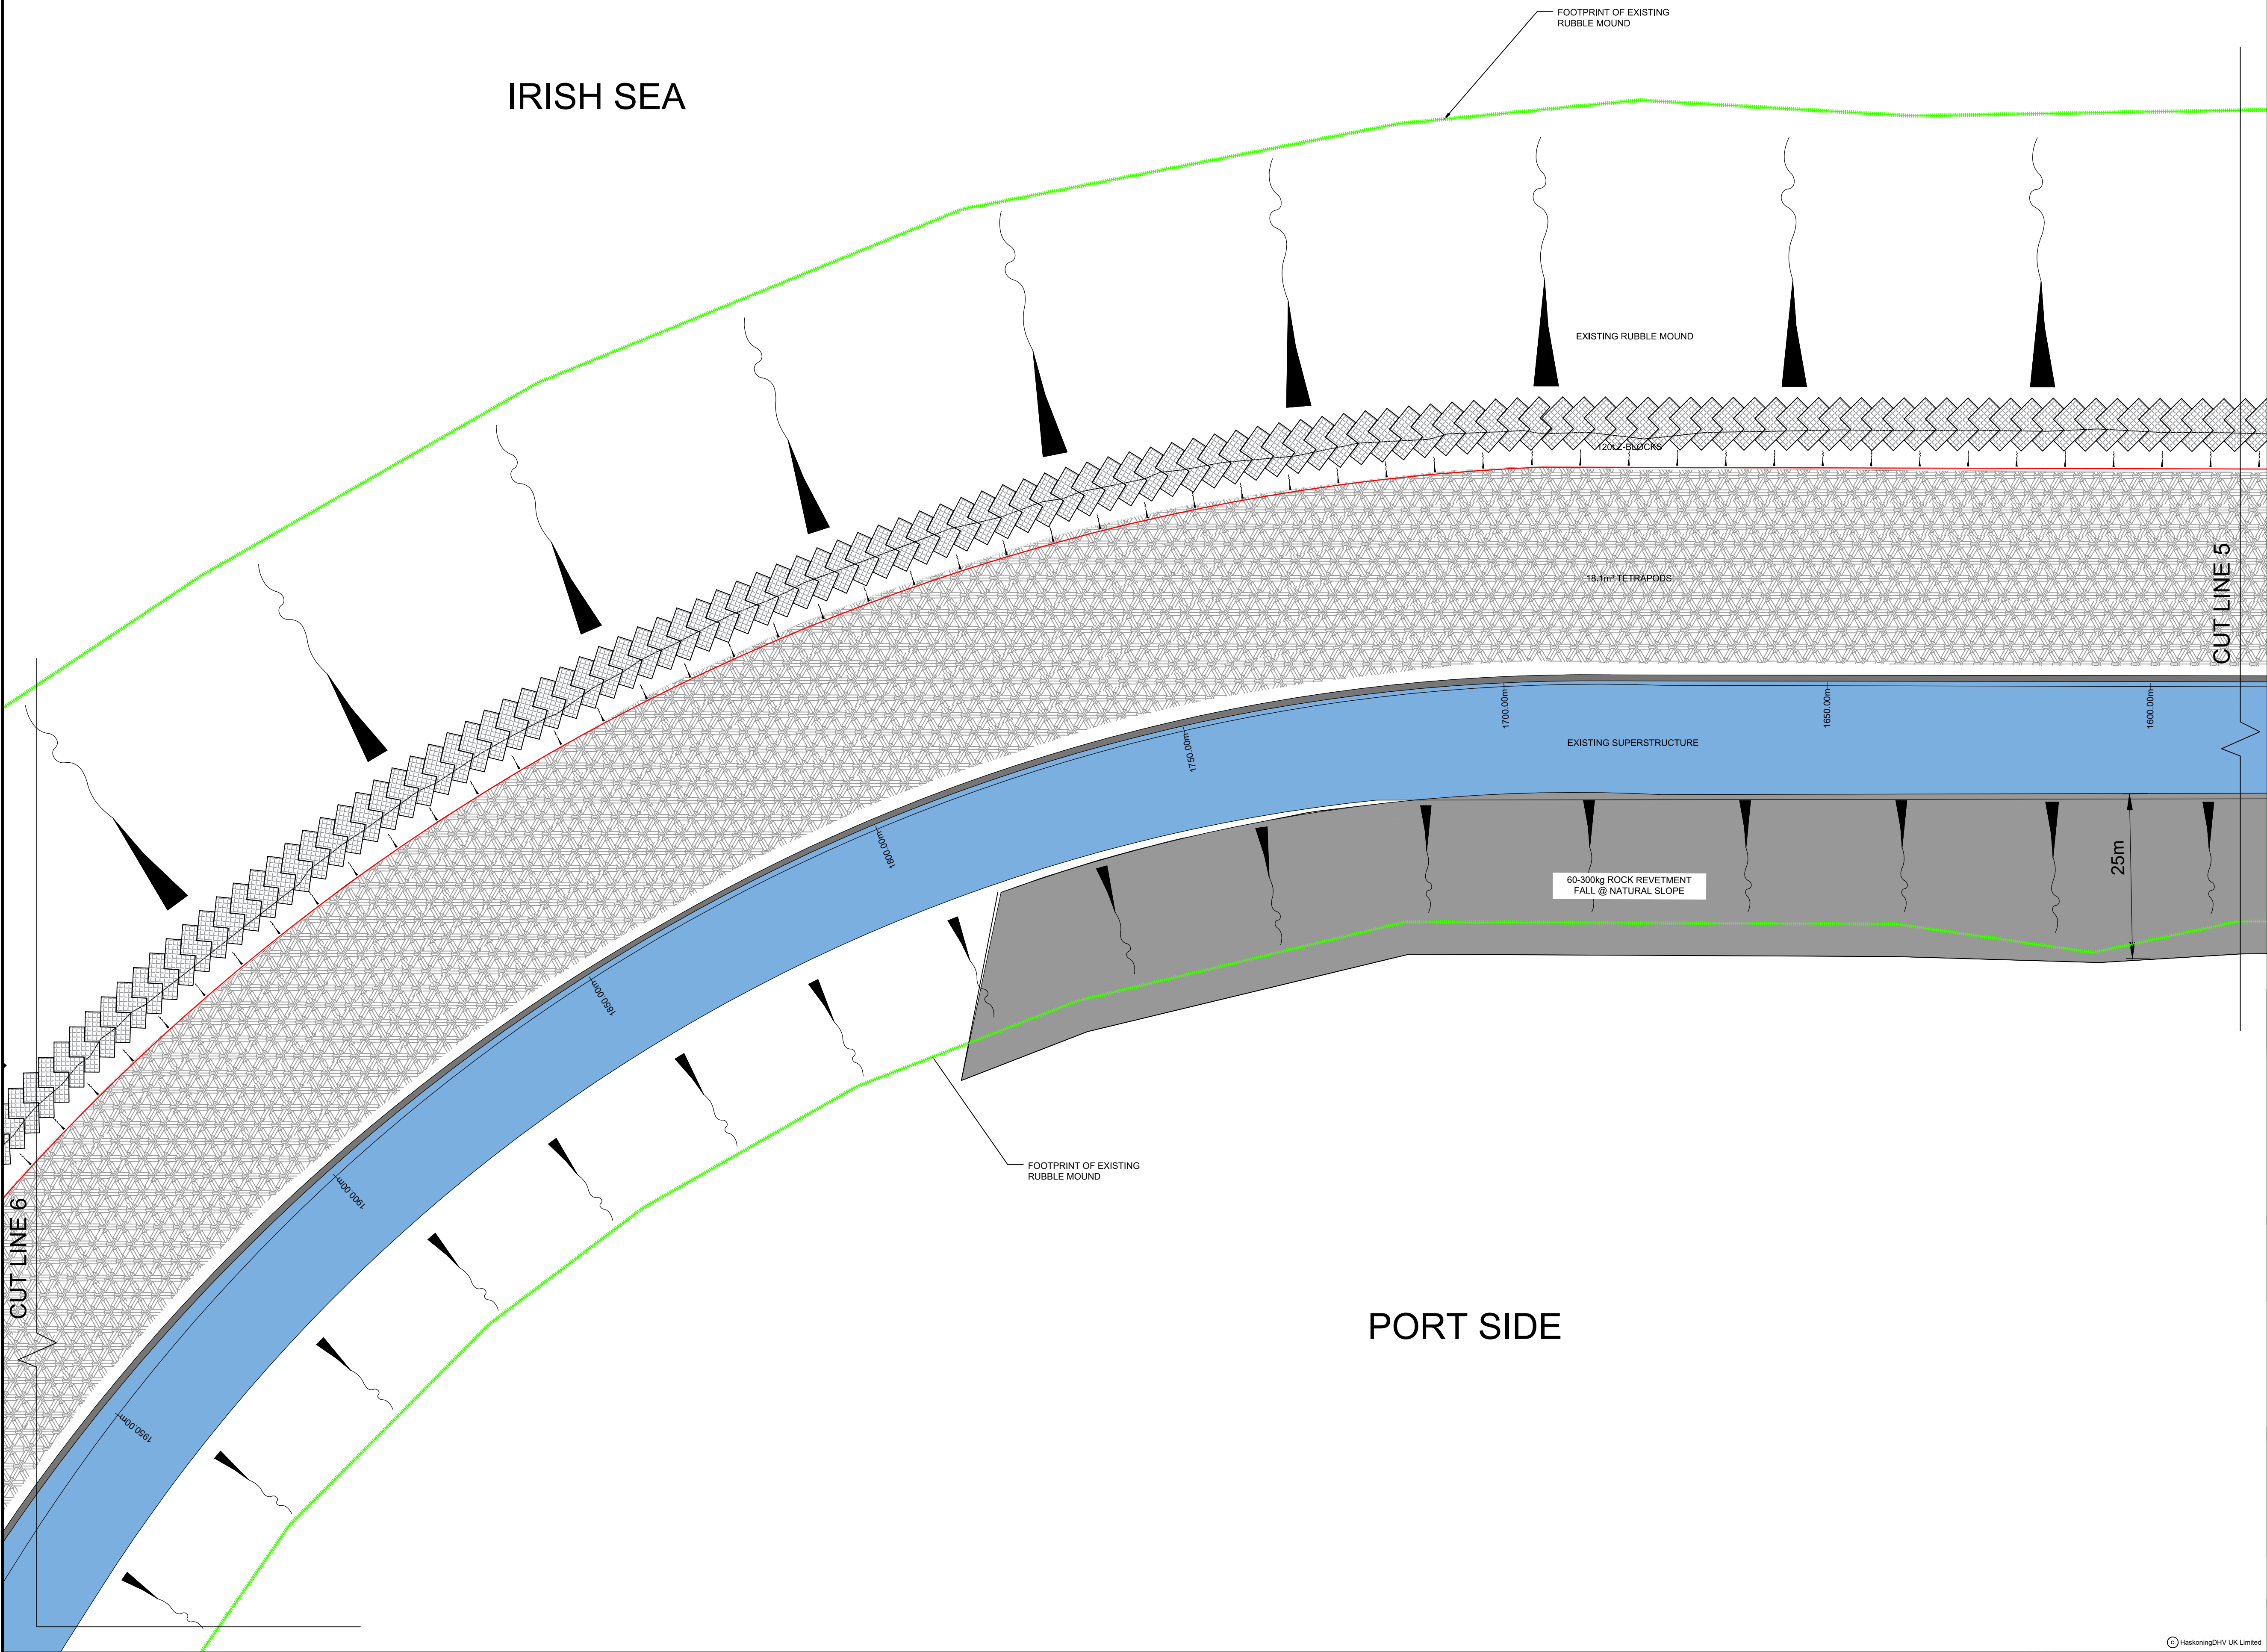 FOOTPRINT OF EXISTING
RUBBLE MOUND
IRISH SEA
EXISTING RUBBLE MOUND
120t Z-BLOCKS
18.1m³ TETRAPODS
CUT LINE 5
1700.00m
1650.00m
1600.00m
1750.00m
EXISTING SUPERSTRUCTURE
1800.00m
25m
60-300kg ROCK REVETMENT
FALL @ NATURAL SLOPE
1850.00m
FOOTPRINT OF EXISTING
RUBBLE MOUND
1900.00m
CUT LINE 6
PORT SIDE
1950.00m
© HaskoningDHV UK Limited